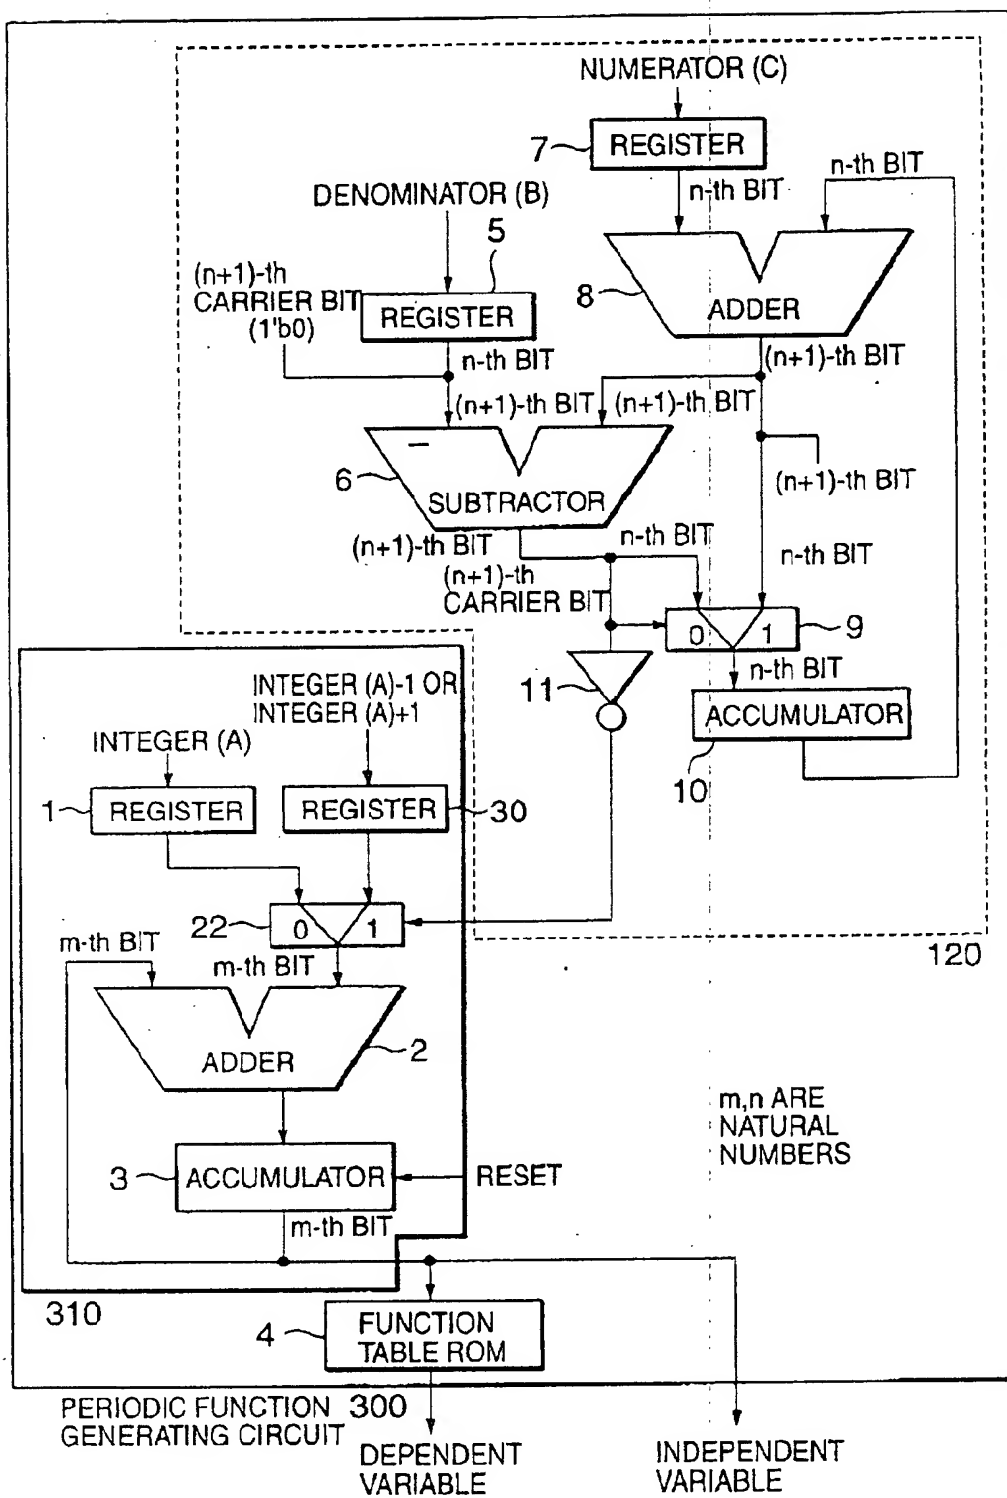 NUMERATOR (C)
7
REGISTER
n-th BIT
n-th BIT
DENOMINATOR (B)
5
(n+1)-th
CARRIER BIT
(1'b0)
REGISTER
n-th BIT
8
ADDER
(n+1)-th BIT
(n+1)-th BIT
(n+1)-th BIT
(n+1)-th BIT
6
–
SUBTRACTOR
(n+1)-th BIT
n-th BIT
n-th BIT
(n+1)-th
CARRIER BIT
0
1
9
n-th BIT
11
ACCUMULATOR
10
INTEGER (A)-1 OR
INTEGER (A)+1
INTEGER (A)
1
REGISTER
REGISTER
30
22
0
1
120
m-th BIT
m-th BIT
ADDER
2
m,n ARE
NATURAL
NUMBERS
3
ACCUMULATOR
RESET
m-th BIT
310
4
FUNCTION
TABLE ROM
PERIODIC FUNCTION 300
GENERATING CIRCUIT
DEPENDENT
VARIABLE
INDEPENDENT
VARIABLE